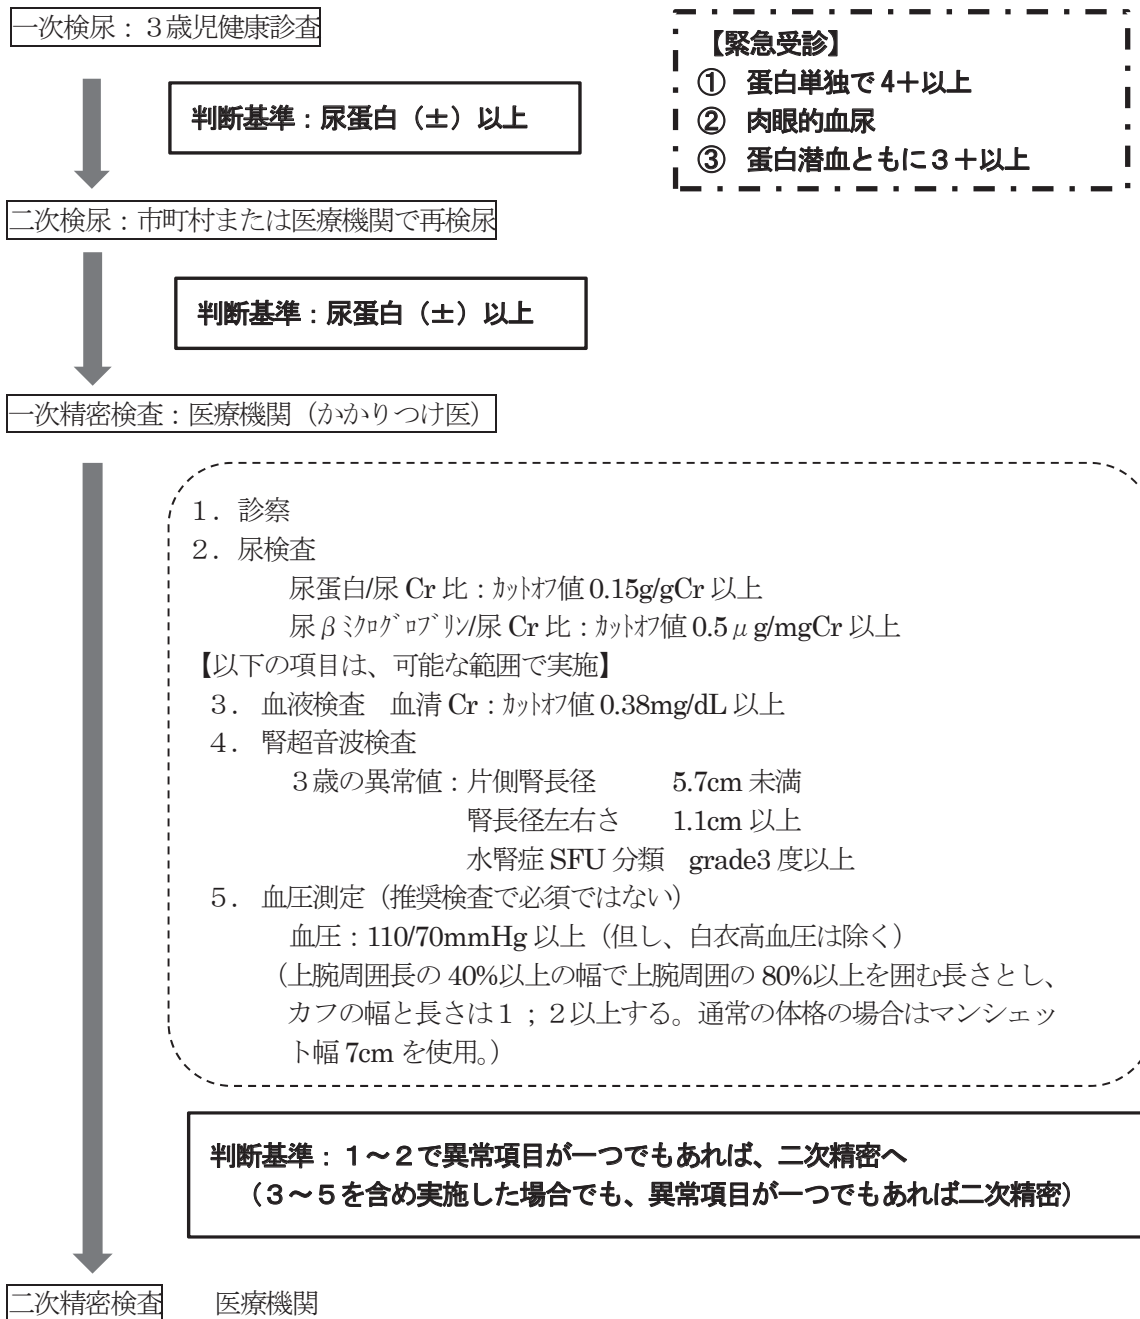 一次検尿：３歳児健康診査
【緊急受診】
① 蛋白単独で4＋以上
② 肉眼的血尿
③ 蛋白潜血ともに３＋以上
判断基準：尿蛋白（±）以上
二次検尿：市町村または医療機関で再検尿
判断基準：尿蛋白（±）以上
一次精密検査：医療機関（かかりつけ医）
１．診察
２．尿検査
尿蛋白/尿 Cr 比：ｶｯﾄｵﾌ値 0.15g/gCr 以上
尿βﾐｸﾛｸﾞﾛﾌﾞﾘﾝ/尿 Cr 比：ｶｯﾄｵﾌ値 0.5μg/mgCr 以上
【以下の項目は、可能な範囲で実施】
３． 血液検査　血清 Cr：ｶｯﾄｵﾌ値 0.38mg/dL 以上
４． 腎超音波検査
３歳の異常値：片側腎長径　　5.7cm 未満
腎長径左右さ　　1.1cm 以上
水腎症 SFU 分類　grade3 度以上
５． 血圧測定（推奨検査で必須ではない）
血圧：110/70mmHg 以上（但し、白衣高血圧は除く）
（上腕周囲長の 40%以上の幅で上腕周囲の 80%以上を囲む長さとし、
カフの幅と長さは１；２以上する。通常の体格の場合はマンシェッ
ト幅 7cm を使用。）
判断基準：１～２で異常項目が一つでもあれば、二次精密へ
（３～５を含め実施した場合でも、異常項目が一つでもあれば二次精密）
二次精密検査　　医療機関